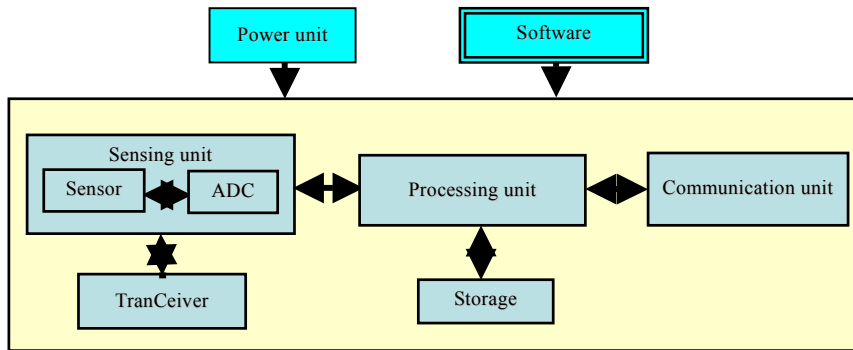 Power unit
Software
Sensing unit
Sensor
ADC
Processing unit
Communication unit
TranCeiver
Storage